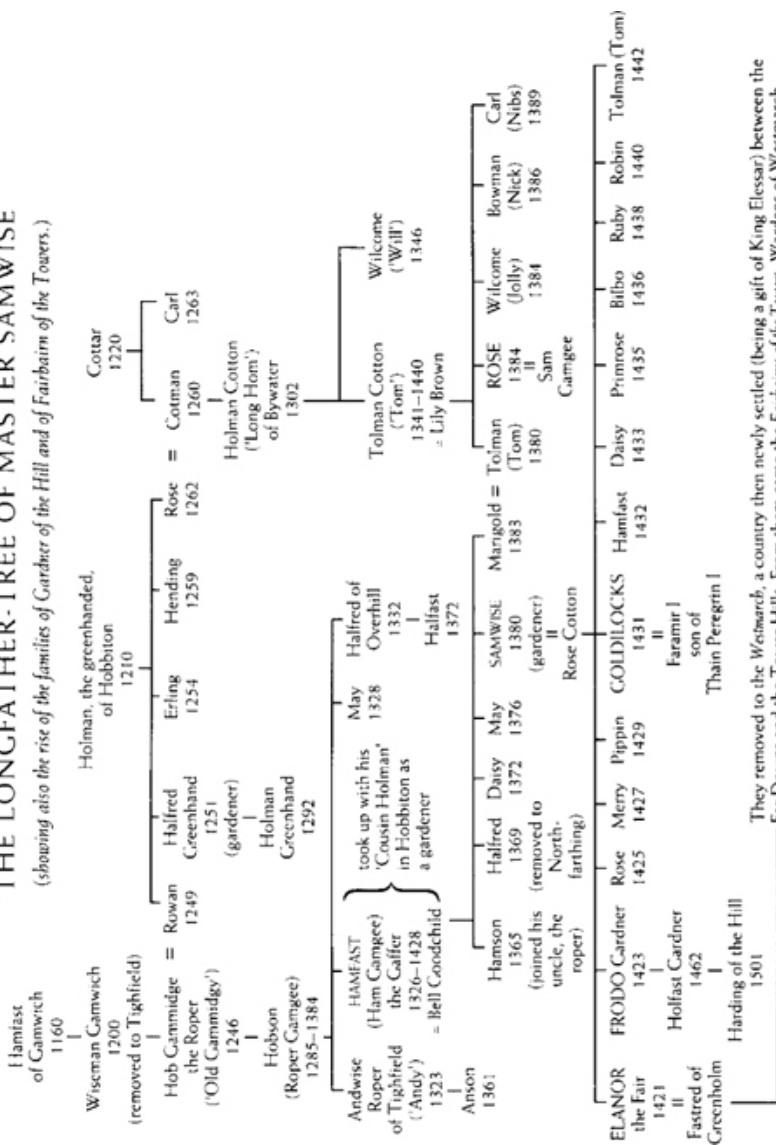 THE LONGFATHER-TREE OF MASTER SAMWISE
(showing also the rise of the families of Gardner of the Hill and of Fairbairn of the Towers.)
Hamfast
of Gamwich
1160
Wiseman Gamwich
1200
(removed to Tighfield)
Hob Gammidge
the Roper
('Old Gammidgy')
1246
=
Rowan
1249
Hobson
(Roper Gamgee)
1285–1384
Holman, the greenhanded,
of Hobbiton
1210
Halfred
Greenhand
1251
(gardener)
Holman
Greenhand
1292
Erling
1254
Hending
1259
Rose
1262
=
Cottar
1220
Cotman
1260
Carl
1263
Holman Cotton
('Long Hom')
of Bywater
1302
Andwise
Roper
of Tighfield
('Andy')
1323
Anson
1361
HAMFAST
(Ham Gamgee)
the Gaffer
1326–1428
= Bell Goodchild
took up with his
'Cousin Holman'
in Hobbiton as
a gardener
May
1328
Halfred of
Overhill
1332
Halfast
1372
Tolman Cotton
('Tom')
1341–1440
= Lily Brown
Wilcome
('Will')
1346
Hamson
1365
(joined his
uncle, the
roper)
Halfred
1369
(removed to
North-
farthing)
Daisy
1372
May
1376
SAMWISE
1380
(gardener)
=
Rose Cotton
Marigold
1383
=
Tolman
(Tom)
1380
ROSE
1384
=
Sam
Gamgee
Wilcome
(Jolly)
1384
Bowman
(Nick)
1386
Carl
(Nibs)
1389
ELANOR
the Fair
1421
=
Fastred of
Greenholm
FRODO Gardner
1423
Holfast Gardner
1462
Harding of the Hill
1501
Rose
1425
Merry
1427
Pippin
1429
GOLDILOCKS
1431
=
Faramir I
son of
Thain Peregrin I
Hamfast
1432
Daisy
1433
Primrose
1435
Bilbo
1436
Ruby
1438
Robin
1440
Tolman (Tom)
1442
They removed to the Westmarch, a country then newly settled (being a gift of King Elessar) between the